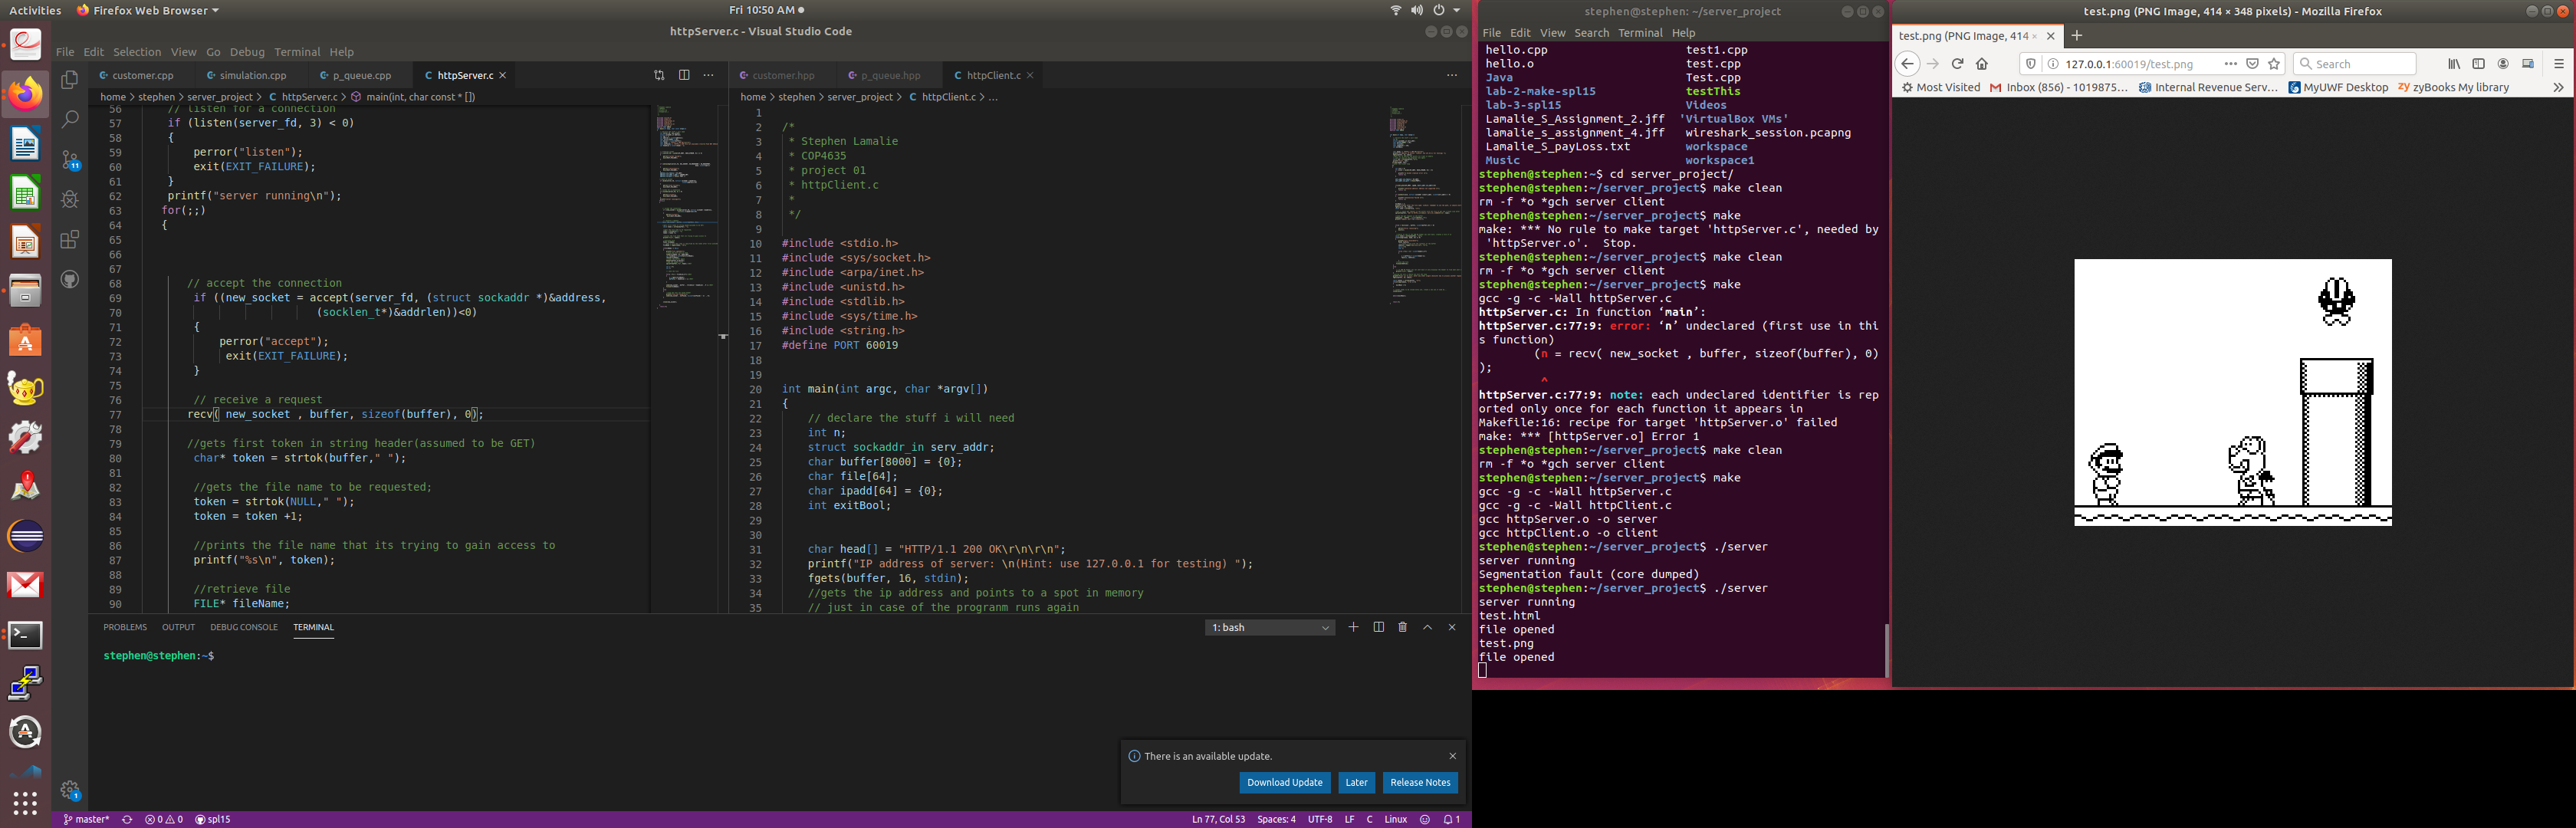 Activities Firefox Web Browser Fri 10:50 AM
httpServer.c - Visual Studio Code
File Edit Selection View Go Debug Terminal Help
customer.cpp simulation.cpp p_queue.cpp httpServer.c
home > stephen > server_project > httpServer.c > main(int, char const * [])
56 // listen for a connection
57 if (listen(server_fd, 3) < 0)
58 {
59 perror("listen");
60 exit(EXIT_FAILURE);
61 }
62 printf("server running\n");
63 for(;;)
64 {
65
66
67
68 // accept the connection
69 if ((new_socket = accept(server_fd, (struct sockaddr *)&address,
70 (socklen_t*)&addrlen))<0)
71 {
72 perror("accept");
73 exit(EXIT_FAILURE);
74 }
75
76 // receive a request
77 recv( new_socket , buffer, sizeof(buffer), 0);
78
79 //gets first token in string header(assumed to be GET)
80 char* token = strtok(buffer," ");
81
82 //gets the file name to be requested;
83 token = strtok(NULL," ");
84 token = token +1;
85
86 //prints the file name that its trying to gain access to
87 printf("%s\n", token);
88
89 //retrieve file
90 FILE* fileName;
customer.hpp p_queue.hpp httpClient.c
home > stephen > server_project > httpClient.c > ...
1
2 /*
3 * Stephen Lamalie
4 * COP4635
5 * project 01
6 * httpClient.c
7 *
8 */
9
10 #include <stdio.h>
11 #include <sys/socket.h>
12 #include <arpa/inet.h>
13 #include <unistd.h>
14 #include <stdlib.h>
15 #include <sys/time.h>
16 #include <string.h>
17 #define PORT 60019
18
19
20 int main(int argc, char *argv[])
21 {
22 // declare the stuff i will need
23 int n;
24 struct sockaddr_in serv_addr;
25 char buffer[8000] = {0};
26 char file[64];
27 char ipadd[64] = {0};
28 int exitBool;
29
30
31 char head[] = "HTTP/1.1 200 OK\r\n\r\n";
32 printf("IP address of server: \n(Hint: use 127.0.0.1 for testing) ");
33 fgets(buffer, 16, stdin);
34 //gets the ip address and points to a spot in memory
35 // just in case of the progranm runs again
PROBLEMS OUTPUT DEBUG CONSOLE TERMINAL 1: bash
stephen@stephen:~$
There is an available update.
Download Update Later Release Notes
11
1
master* 0 0 spl15 Ln 77, Col 53 Spaces: 4 UTF-8 LF C Linux 1
stephen@stephen: ~/server_project
File Edit View Search Terminal Help
hello.cpp test1.cpp
hello.o test.cpp
Java Test.cpp
lab-2-make-spl15 testThis
lab-3-spl15 Videos
Lamalie_S_Assignment_2.jff 'VirtualBox VMs'
lamalie_s_assignment_4.jff wireshark_session.pcapng
Lamalie_S_payLoss.txt workspace
Music workspace1
stephen@stephen:~$ cd server_project/
stephen@stephen:~/server_project$ make clean
rm -f *o *gch server client
stephen@stephen:~/server_project$ make
make: *** No rule to make target 'httpServer.c', needed by
'httpServer.o'. Stop.
stephen@stephen:~/server_project$ make clean
rm -f *o *gch server client
stephen@stephen:~/server_project$ make
gcc -g -c -Wall httpServer.c
httpServer.c: In function ‘main’:
httpServer.c:77:9: error: ‘n’ undeclared (first use in thi
s function)
(n = recv( new_socket , buffer, sizeof(buffer), 0)
);
^
httpServer.c:77:9: note: each undeclared identifier is rep
orted only once for each function it appears in
Makefile:16: recipe for target 'httpServer.o' failed
make: *** [httpServer.o] Error 1
stephen@stephen:~/server_project$ make clean
rm -f *o *gch server client
stephen@stephen:~/server_project$ make
gcc -g -c -Wall httpServer.c
gcc -g -c -Wall httpClient.c
gcc httpServer.o -o server
gcc httpClient.o -o client
stephen@stephen:~/server_project$ ./server
server running
Segmentation fault (core dumped)
stephen@stephen:~/server_project$ ./server
server running
test.html
file opened
test.png
file opened
test.png (PNG Image, 414 × 348 pixels) - Mozilla Firefox
test.png (PNG Image, 414 ×
127.0.0.1:60019/test.png Search
Most Visited Inbox (856) - 1019875... Internal Revenue Serv... MyUWF Desktop zy zyBooks My library